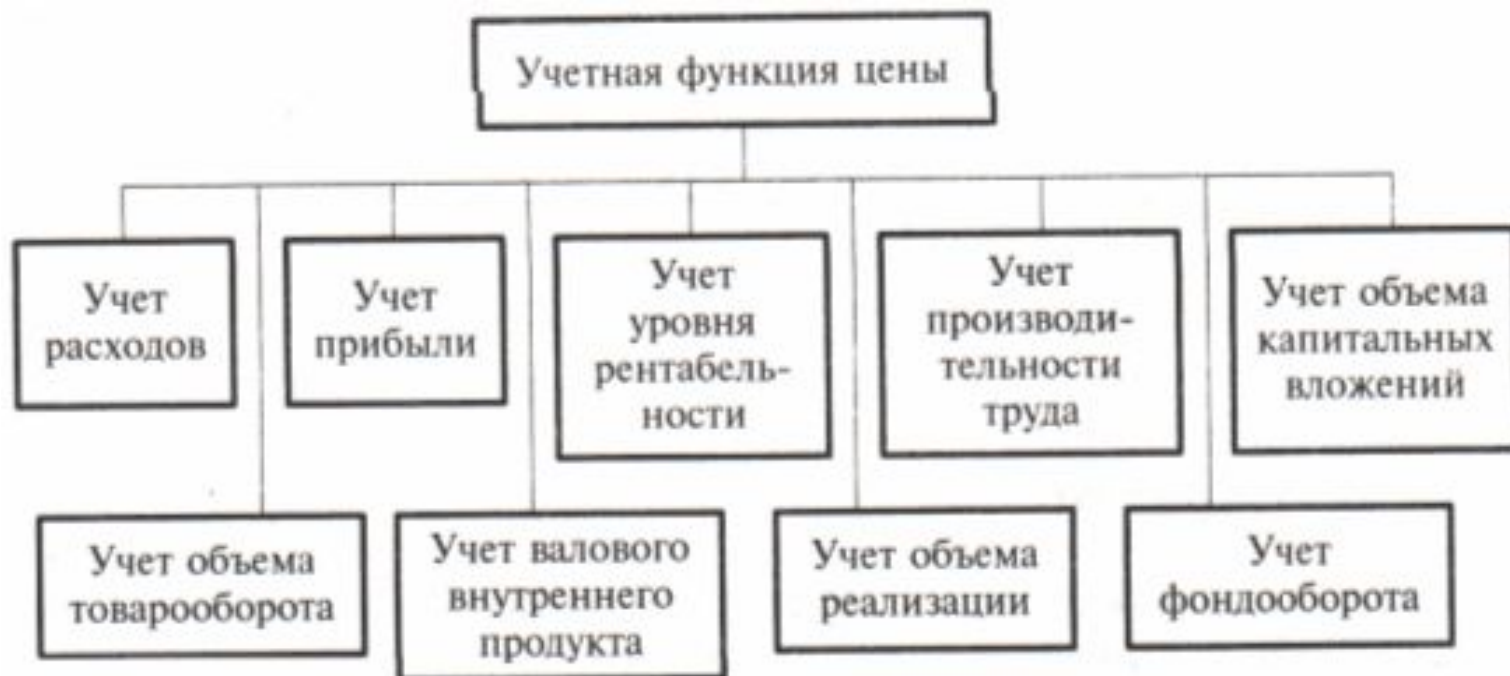 Учетная функция цены
Учет
расходов
Учет
прибыли
Учет
уровня
рентабель-
ности
Учет
производи-
тельности
труда
Учет объема
капитальных
вложений
Учет объема
товарооборота
Учет валового
внутреннего
продукта
Учет объема
реализации
Учет
фондооборота